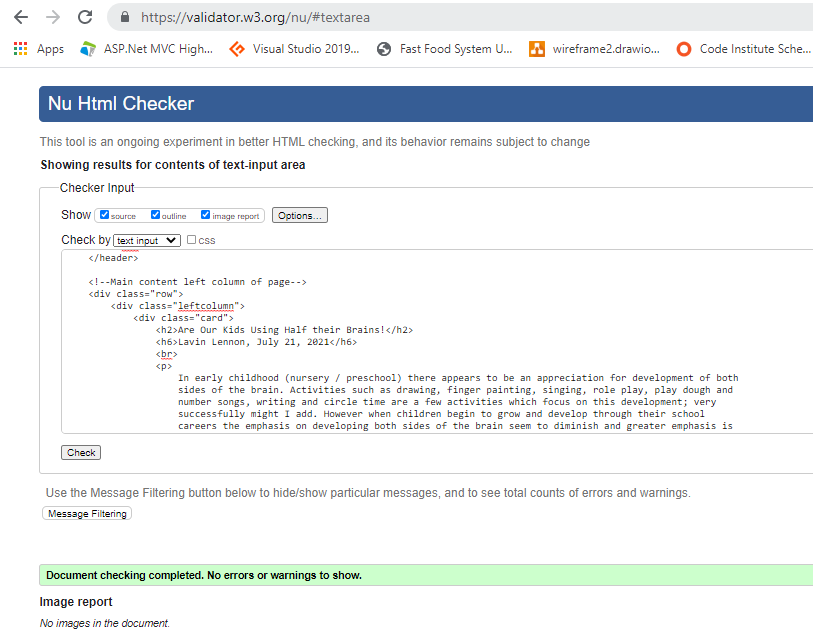 https://validator.w3.org/nu/#textarea
Apps ASP.Net MVC High... Visual Studio 2019... Fast Food System U... wireframe2.drawio... Code Institute Sche...
Nu Html Checker
This tool is an ongoing experiment in better HTML checking, and its behavior remains subject to change
Showing results for contents of text-input area
Checker Input
Show source outline image report Options...
Check by text input css
</header>
<!--Main content left column of page-->
<div class="row">
<div class="leftcolumn">
<div class="card">
<h2>Are Our Kids Using Half their Brains!</h2>
<h6>Lavin Lennon, July 21, 2021</h6>
<br>
<p>
In early childhood (nursery / preschool) there appears to be an appreciation for development of both
sides of the brain. Activities such as drawing, finger painting, singing, role play, play dough and
number songs, writing and circle time are a few activities which focus on this development; very
successfully might I add. However when children begin to grow and develop through their school
careers the emphasis on developing both sides of the brain seem to diminish and greater emphasis is
Check
Use the Message Filtering button below to hide/show particular messages, and to see total counts of errors and warnings.
Message Filtering
Document checking completed. No errors or warnings to show.
Image report
No images in the document.